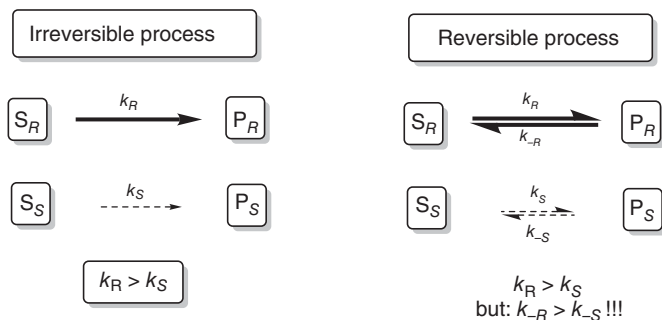 Irreversible process
Reversible process
k_R
S_R
P_R
k_S
S_S
P_S
k_R > k_S
k_R
S_R
P_R
k_–R
k_S
S_S
P_S
k_–S
k_R > k_S
but: k_–R > k_–S !!!